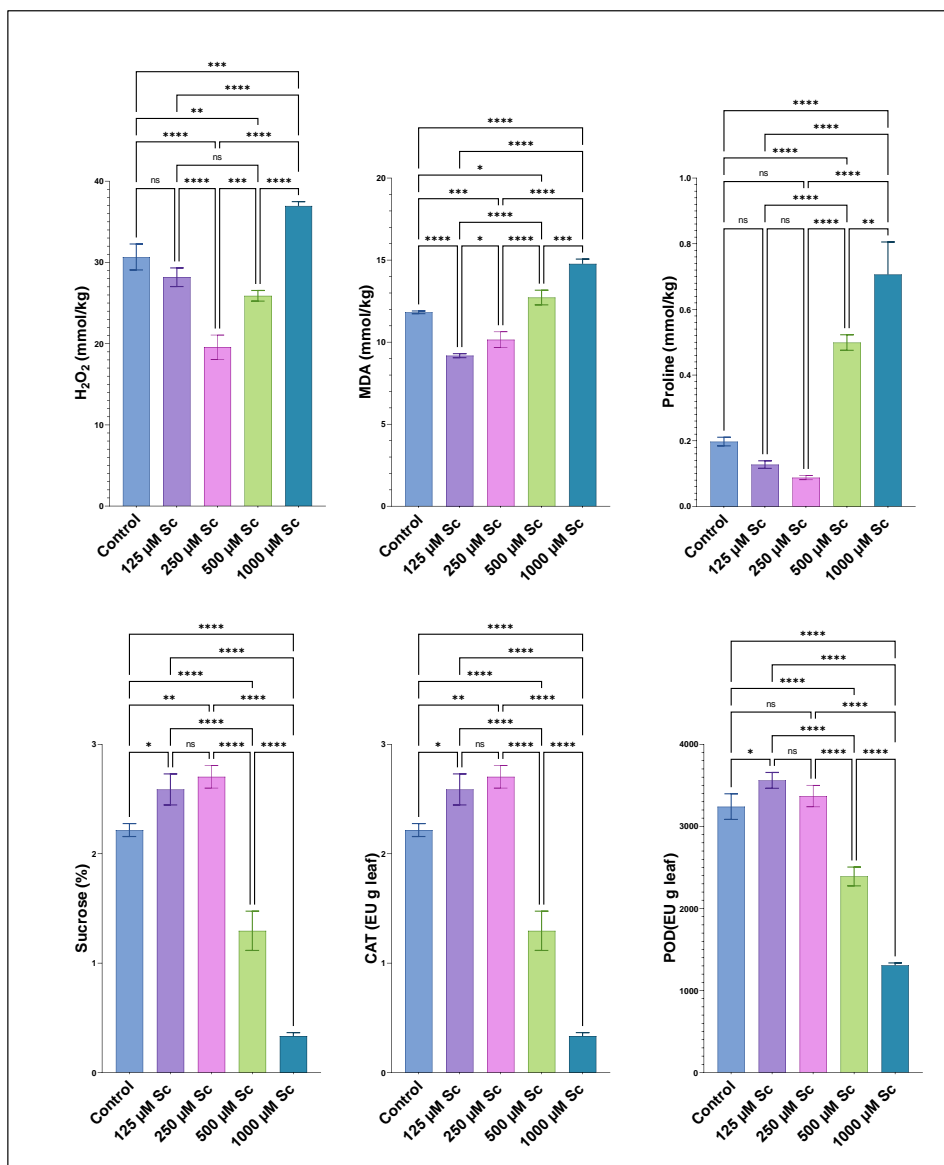 ***
****
**
**** ****
ns
ns **** *** ****
40
30
20
10
0
H₂O₂ (mmol/kg)
Control
125 µM Sc
250 µM Sc
500 µM Sc
1000 µM Sc
****
****
*
*** ****
****
**** * **** ***
20
15
10
5
0
MDA (mmol/kg)
Control
125 µM Sc
250 µM Sc
500 µM Sc
1000 µM Sc
****
****
****
ns ****
****
ns ns **** **
1.0
0.8
0.6
0.4
0.2
0.0
Proline (mmol/kg)
Control
125 µM Sc
250 µM Sc
500 µM Sc
1000 µM Sc
****
****
****
** ****
****
* ns **** ****
3
2
1
0
Sucrose (%)
Control
125 µM Sc
250 µM Sc
500 µM Sc
1000 µM Sc
****
****
****
** ****
****
* ns **** ****
3
2
1
0
CAT (EU g leaf)
Control
125 µM Sc
250 µM Sc
500 µM Sc
1000 µM Sc
****
****
****
ns ****
****
* ns **** ****
4000
3000
2000
1000
0
POD(EU g leaf)
Control
125 µM Sc
250 µM Sc
500 µM Sc
1000 µM Sc